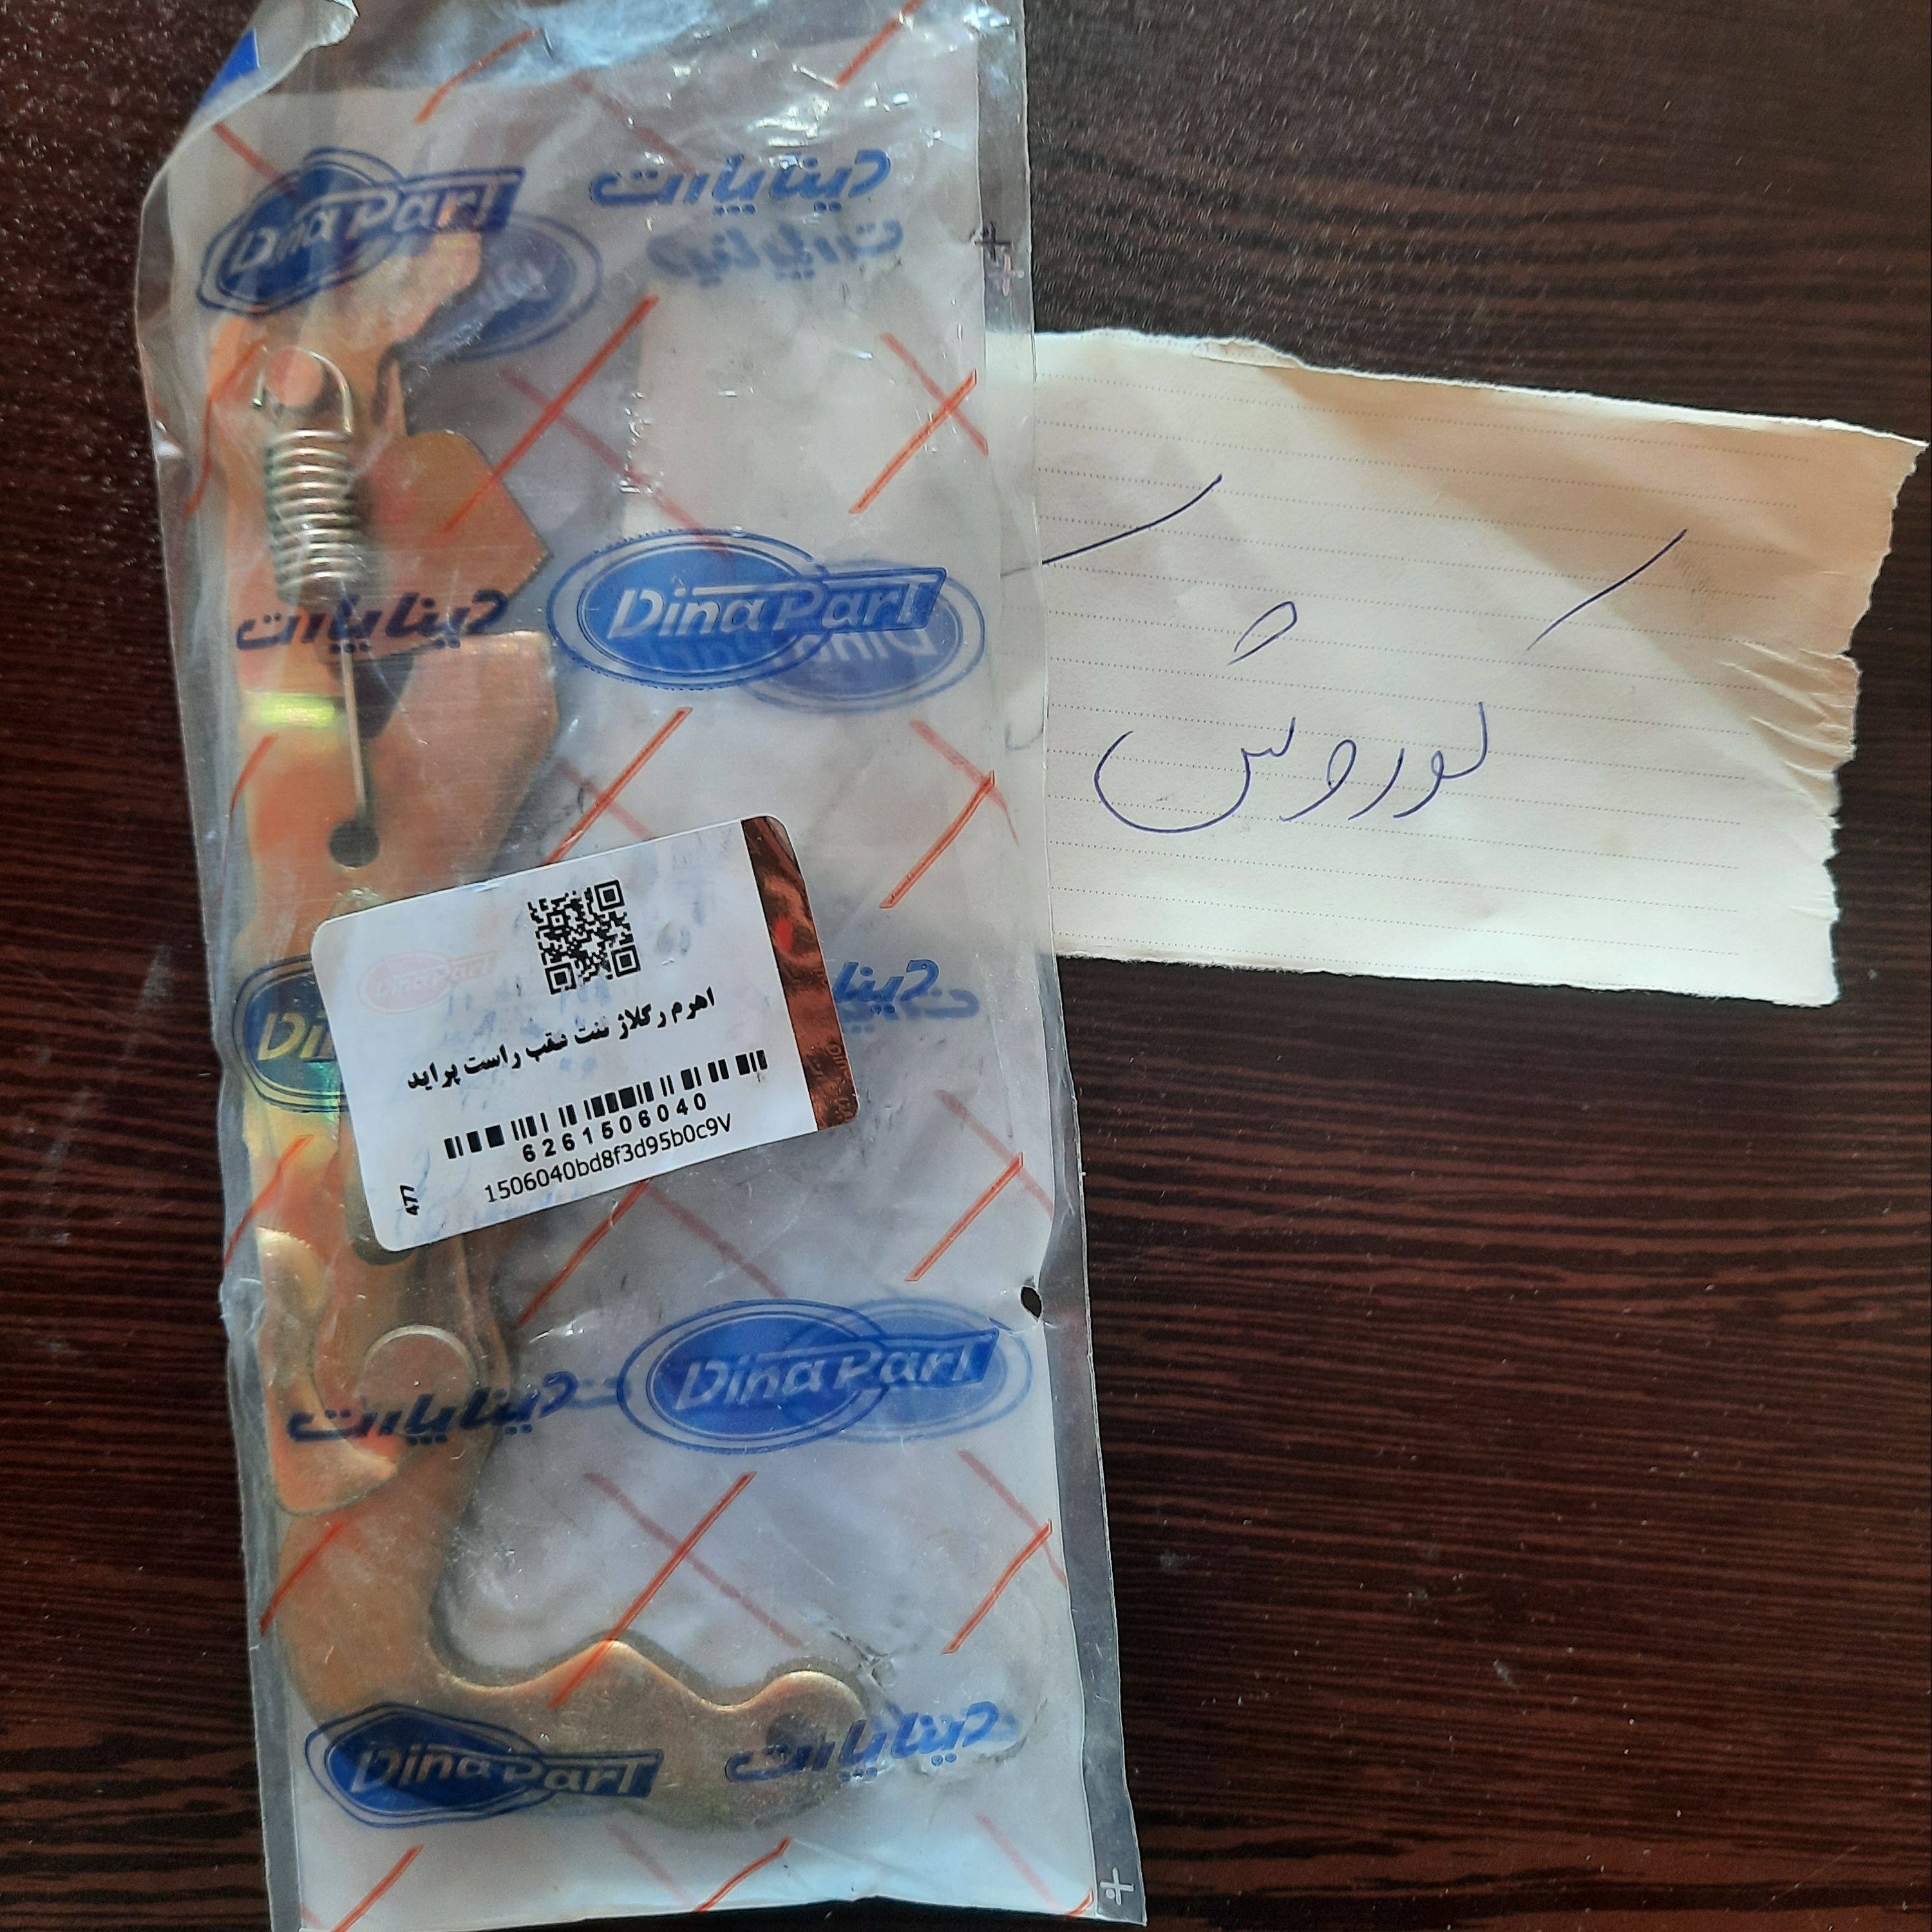 DinaPart
دیناپارت
دیناپارت
DinaPart
کوروش
اهرم رگلاژ لنت عقب راست پراید
6261506040
1506040bd8f3d95b0c9V
477
دیناپارت
DinaPart
DinaPart
دیناپارت